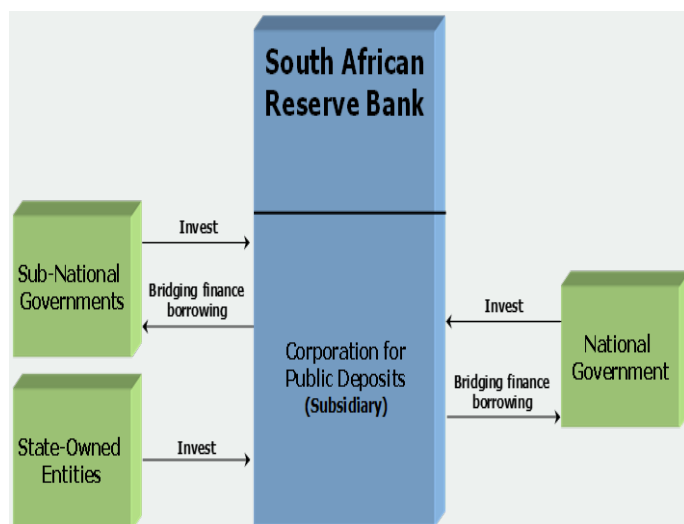 South African
Reserve Bank
Sub-National
Governments
Invest
Bridging finance
borrowing
State-Owned
Entities
Invest
Corporation for
Public Deposits
(Subsidiary)
Invest
Bridging finance
borrowing
National
Government